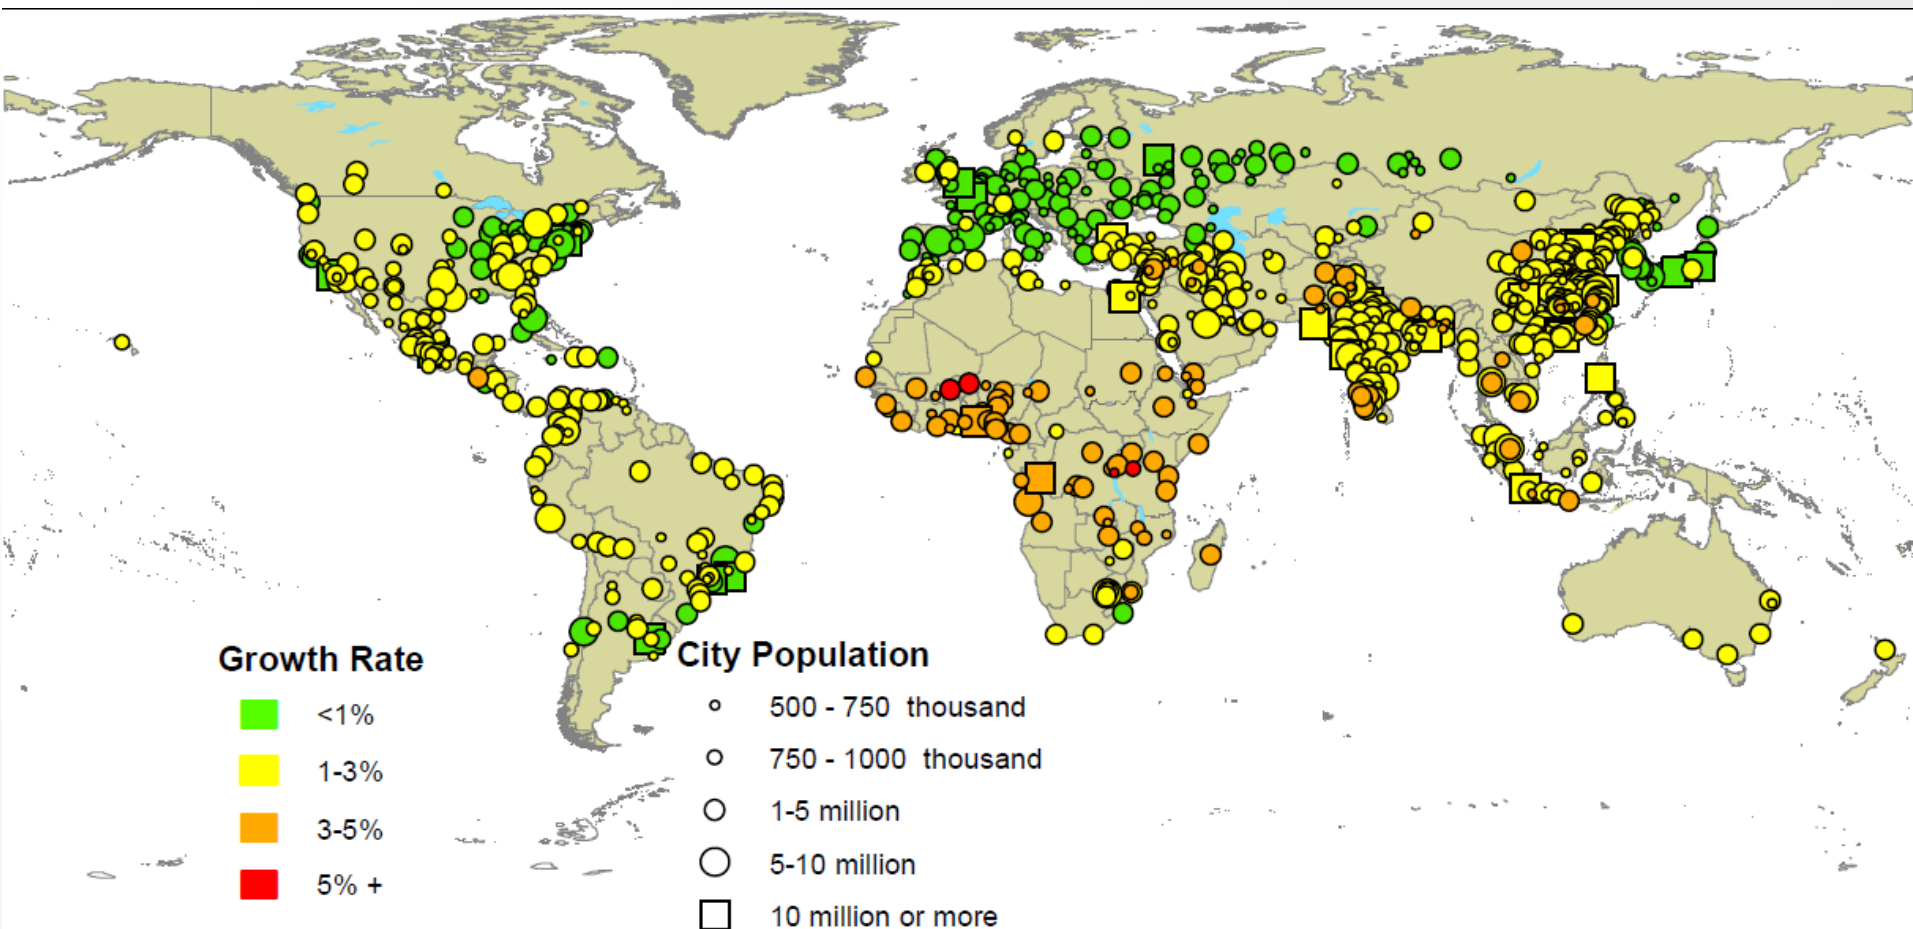 Growth Rate
<1%
1-3%
3-5%
5% +
City Population
500 - 750 thousand
750 - 1000 thousand
1-5 million
5-10 million
10 million or more